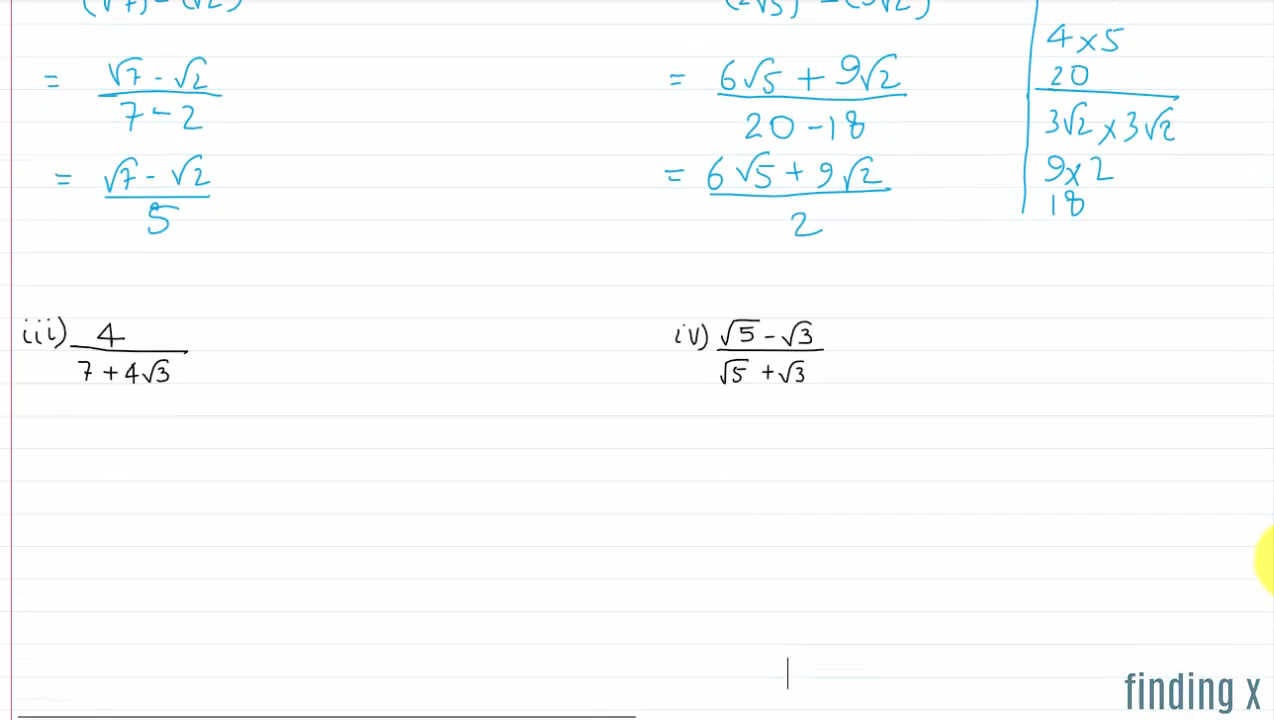 = √7 - √2
7 - 2
= √7 - √2
5
= 6√5 + 9√2
20 - 18
= 6√5 + 9√2
2
4 × 5
20
3√2 × 3√2
9 × 2
18
iii) 4
7 + 4√3
iv) √5 - √3
√5 + √3
finding x